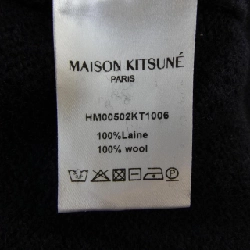 MAISON KITSUNÉ
PARIS
HM00502KT1006
100%Laine
100% wool